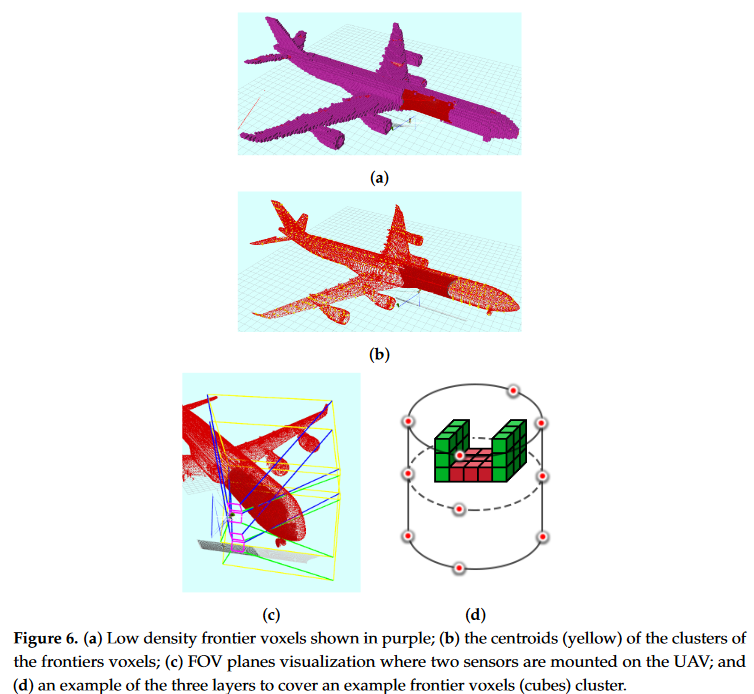 (a)
(b)
(c)
(d)
Figure 6. (a) Low density frontier voxels shown in purple; (b) the centroids (yellow) of the clusters of
the frontiers voxels; (c) FOV planes visualization where two sensors are mounted on the UAV; and
(d) an example of the three layers to cover an example frontier voxels (cubes) cluster.